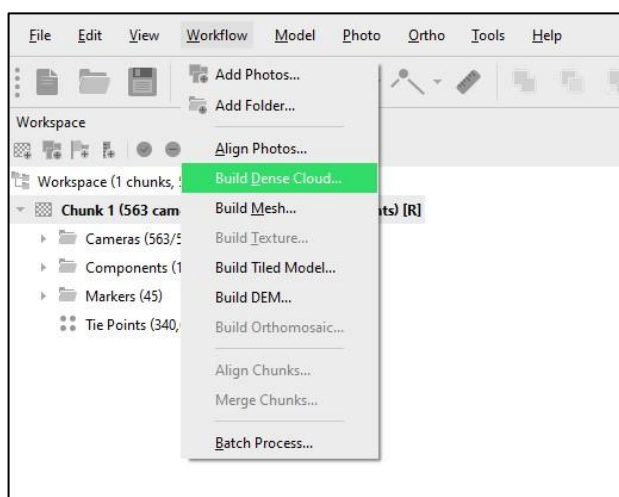 File Edit View Workflow Model Photo Ortho Tools Help
Add Photos...
Add Folder...
Workspace
Align Photos...
Workspace (1 chunks,
Build Dense Cloud...
Chunk 1 (563 cam
Build Mesh...
ts) [R]
Cameras (563/5
Build Texture...
Components (1
Build Tiled Model...
Markers (45)
Build DEM...
Tie Points (340,
Build Orthomosaic...
Align Chunks...
Merge Chunks...
Batch Process...